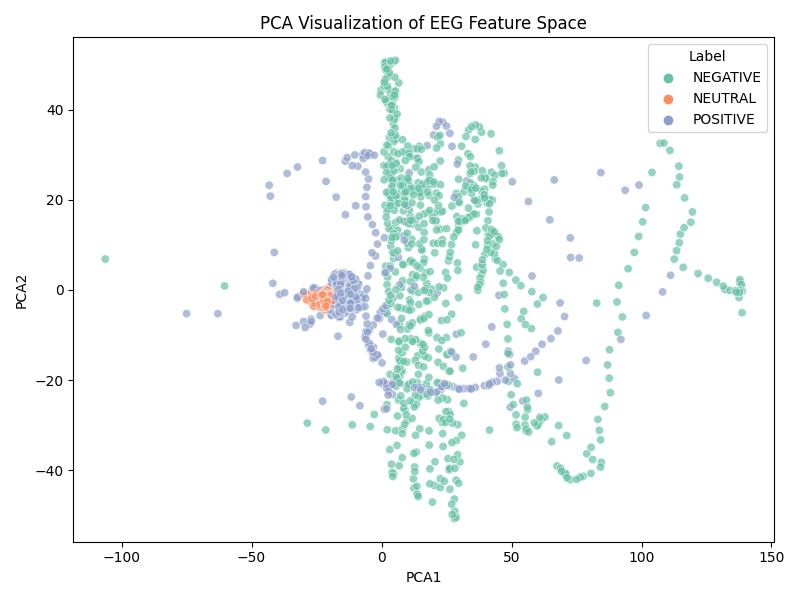 PCA Visualization of EEG Feature Space
Label
NEGATIVE
NEUTRAL
POSITIVE
40
20
0
−20
−40
PCA2
−100
−50
0
50
100
150
PCA1